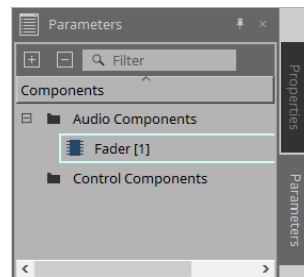 Parameters
Filter
Components
Audio Components
Fader [1]
Control Components
Properties
Parameters